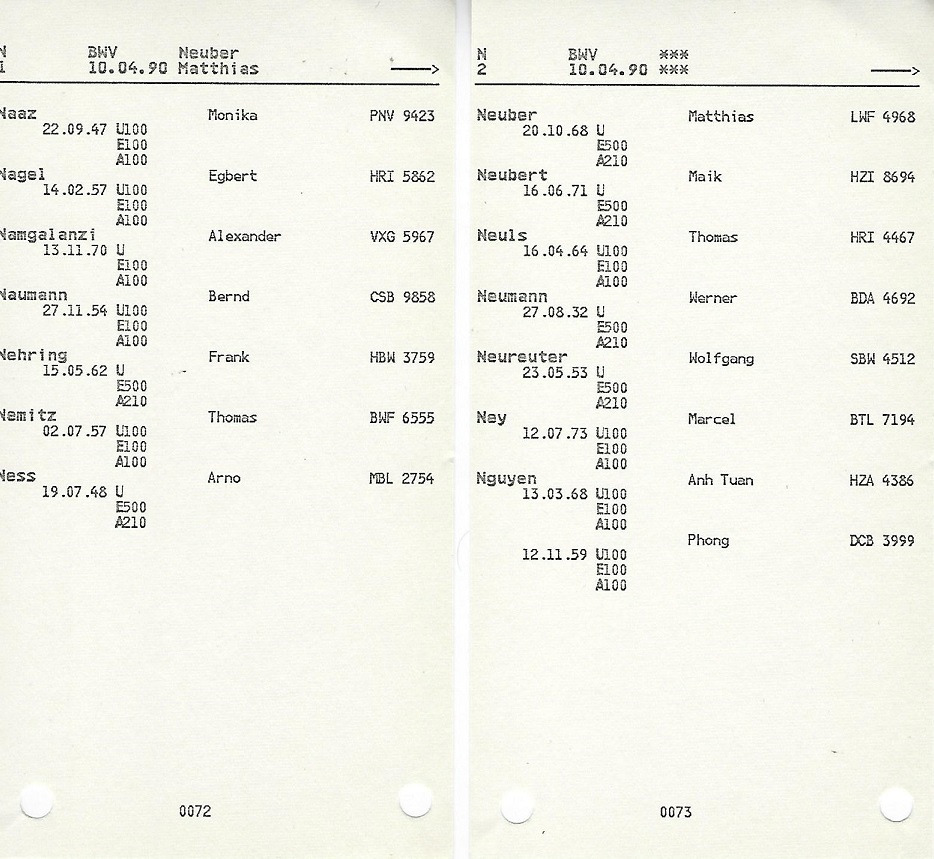 N BWV Neuber
1 10.04.90 Matthias ——>
Naaz Monika PNV 9423
22.09.47 U100
E100
A100
Nagel Egbert HRI 5862
14.02.57 U100
E100
A100
Namgalanzi Alexander VXG 5967
13.11.70 U
E100
A100
Naumann Bernd CSB 9858
27.11.54 U100
E100
A100
Nehring Frank HBW 3759
15.05.62 U
E500
A210
Nemitz Thomas BWF 6555
02.07.57 U100
E100
A100
Ness Arno MBL 2754
19.07.48 U
E500
A210
0072
N BWV ***
2 10.04.90 *** ——>
Neuber Matthias LWF 4968
20.10.68 U
E500
A210
Neubert Maik HZI 8694
16.06.71 U
E500
A210
Neuls Thomas HRI 4467
16.04.64 U100
E100
A100
Neumann Werner BDA 4692
27.08.32 U
E500
A210
Neureuter Wolfgang SBW 4512
23.05.53 U
E500
A210
Ney Marcel BTL 7194
12.07.73 U100
E100
A100
Nguyen Anh Tuan HZA 4386
13.03.68 U100
E100
A100
Phong DCB 3999
12.11.59 U100
E100
A100
0073